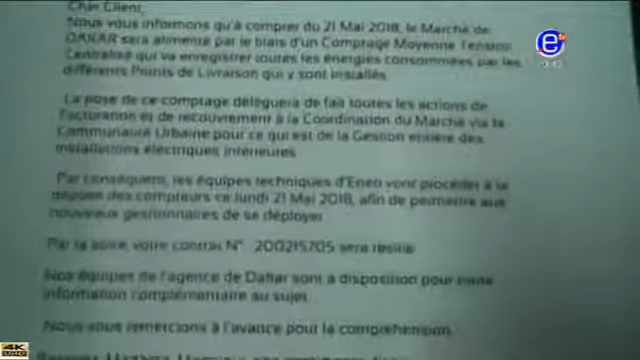 Cher Client,
Nous vous informons qu'à compter du 21 Mai 2018, le Marché de
DAKAR sera alimenté par le biais d'un Comptage Moyenne Tension
Centralisé qui va enregistrer toutes les énergies consommées par les
différents Points de Livraison qui y sont installés
La pose de ce comptage déléguera de fait toutes les actions de
Facturation et de recouvrement à la Coordination du Marché via la
Communauté Urbaine pour ce qui est de la Gestion entière des
installations électriques intérieures
Par conséquent, les équipes techniques d'Eneo vont procéder à la
dépose des compteurs ce lundi 21 Mai 2018, afin de permettre aux
nouveaux gestionnaires de se déployer
Par la suite, votre contrat N° 200215705 sera résilié
Nos équipes de l'agence de Dakar sont à disposition pour toute
information complémentaire au sujet
Nous vous remercions à l'avance pour la compréhension
e
4K